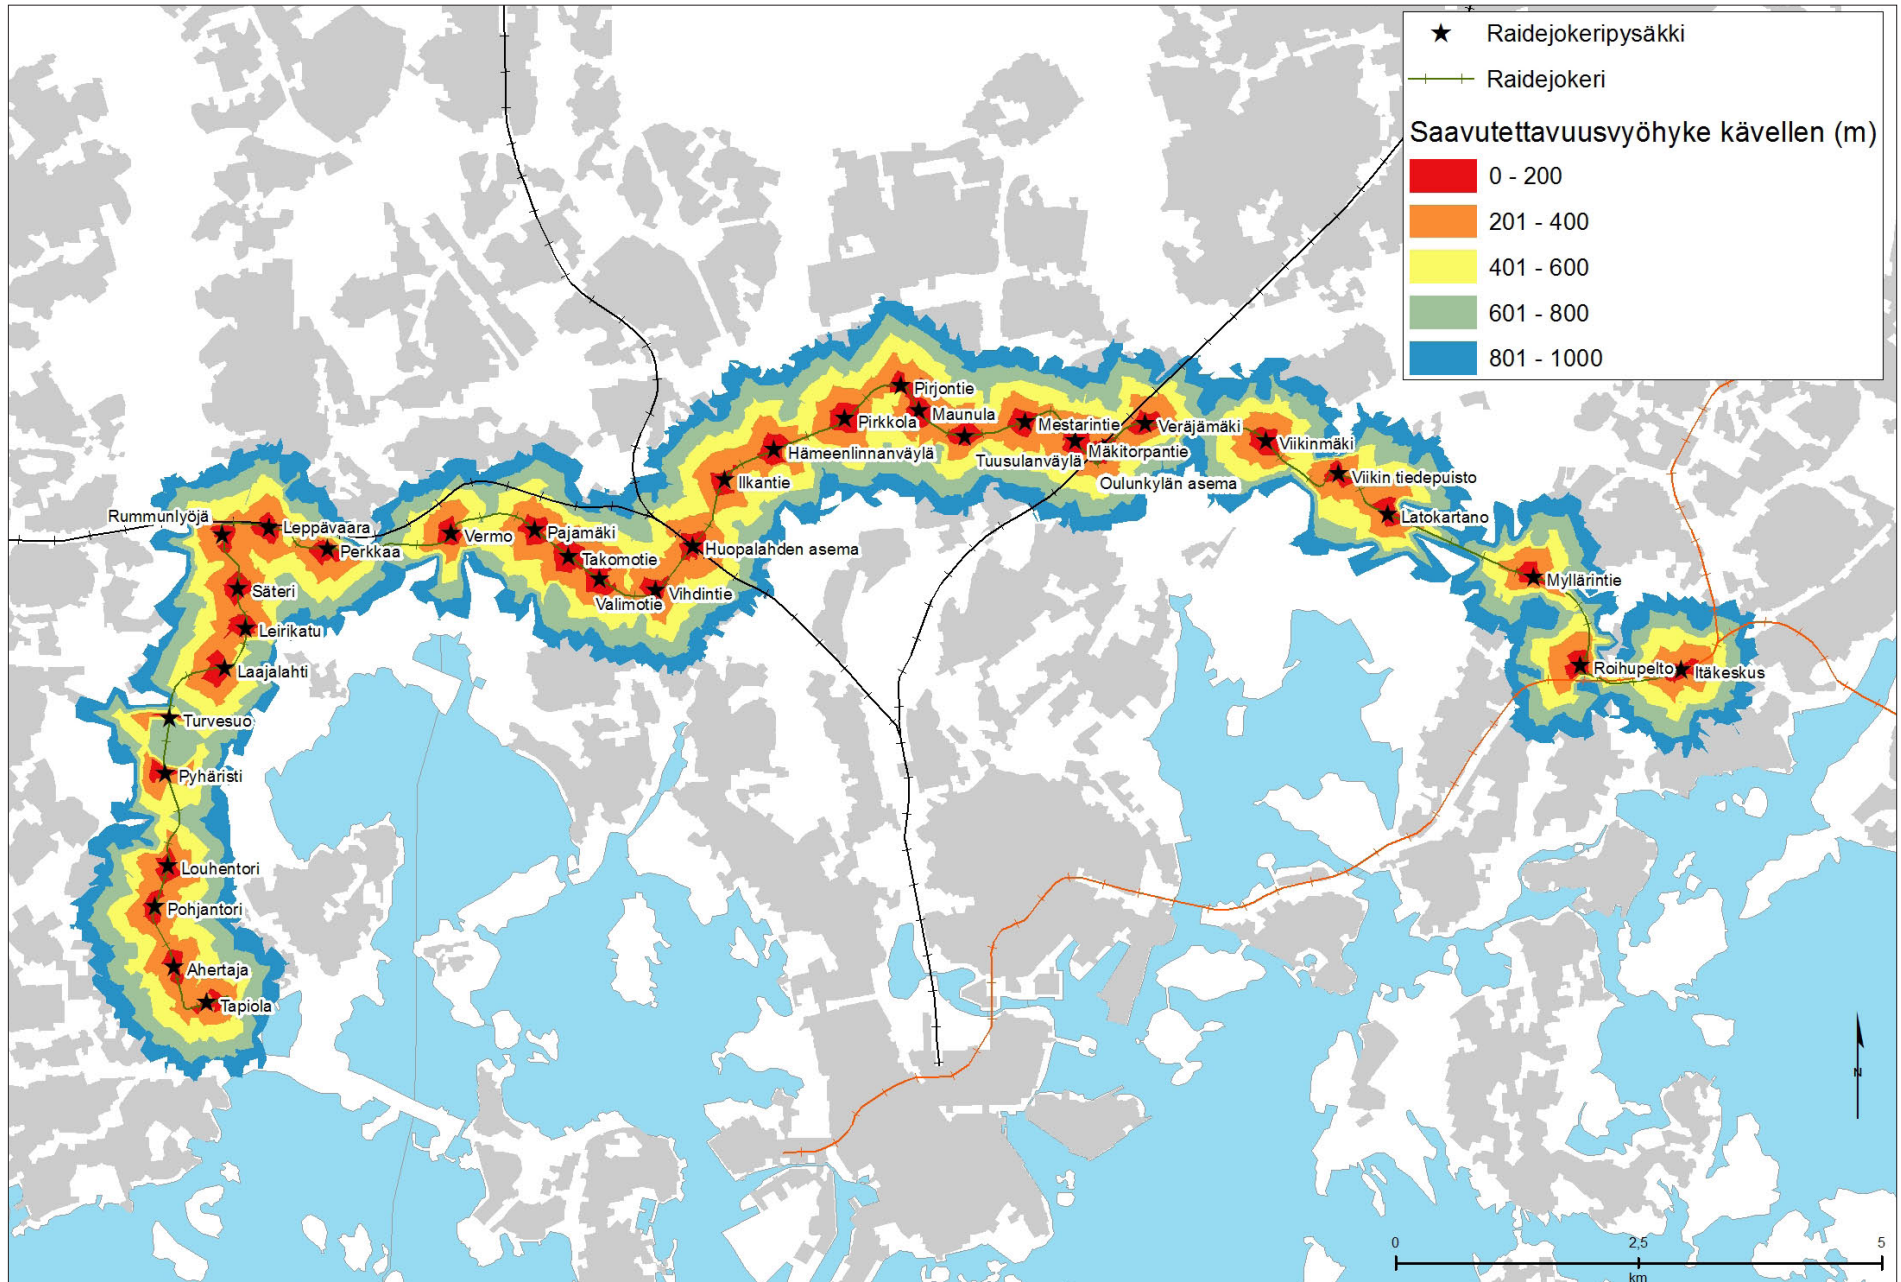 Raidejokeripysäkki
Raidejokeri
Saavutettavuusvyöhyke kävellen (m)
0 - 200
201 - 400
401 - 600
601 - 800
801 - 1000
Pirjontie
Maunula
Pirkkola
Mestarintie
Veräjämäki
Viikinmäki
Hämeenlinnanväylä
Tuusulanväylä
Mäkitorpantie
Oulunkylän asema
Ilkantie
Viikin tiedepuisto
Latokartano
Rummunlyöjä
Leppävaara
Perkkaa
Vermo
Pajamäki
Takomotie
Valimotie
Vihdintie
Huopalahden asema
Myllärintie
Säteri
Leirikatu
Laajalahti
Roihupelto
Itäkeskus
Turvesuo
Pyhäristi
Louhentori
Pohjantori
Ahertaja
Tapiola
N
0
2,5
5
km